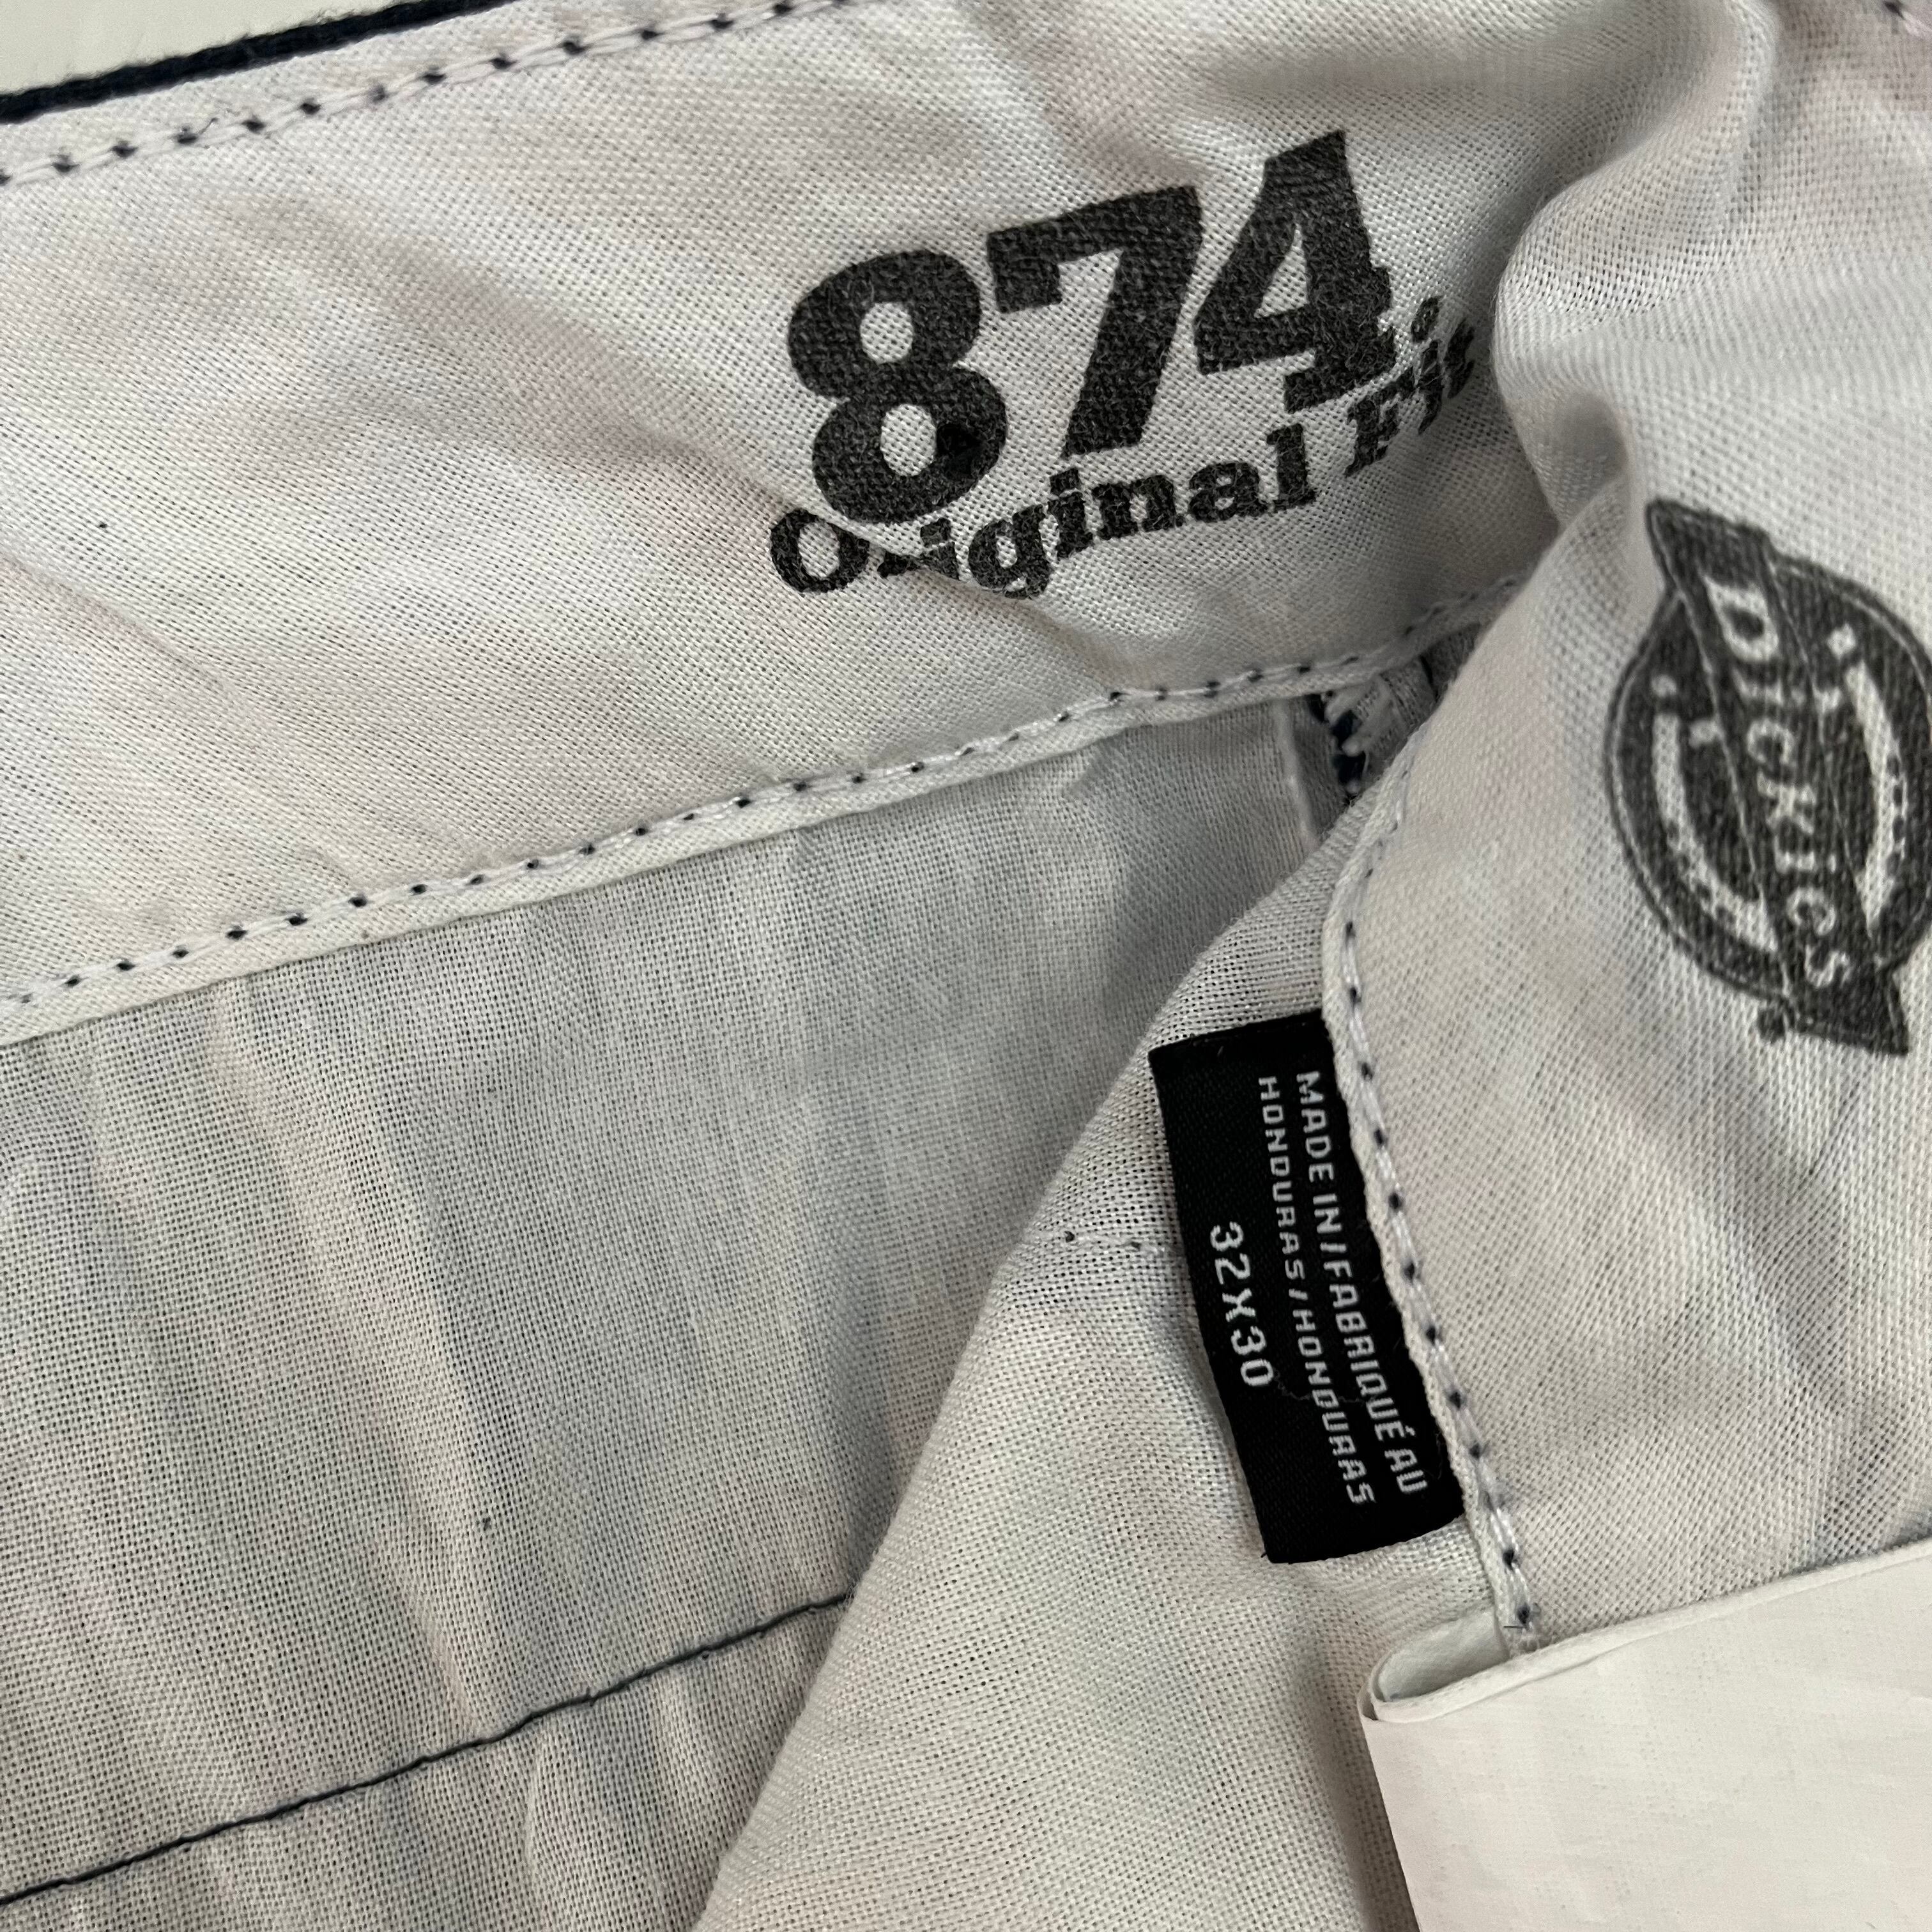 874
Original Fit
DICKIES
MADE IN / FABRIQUÉ AU
HONDURAS / HONDURAS
32X30